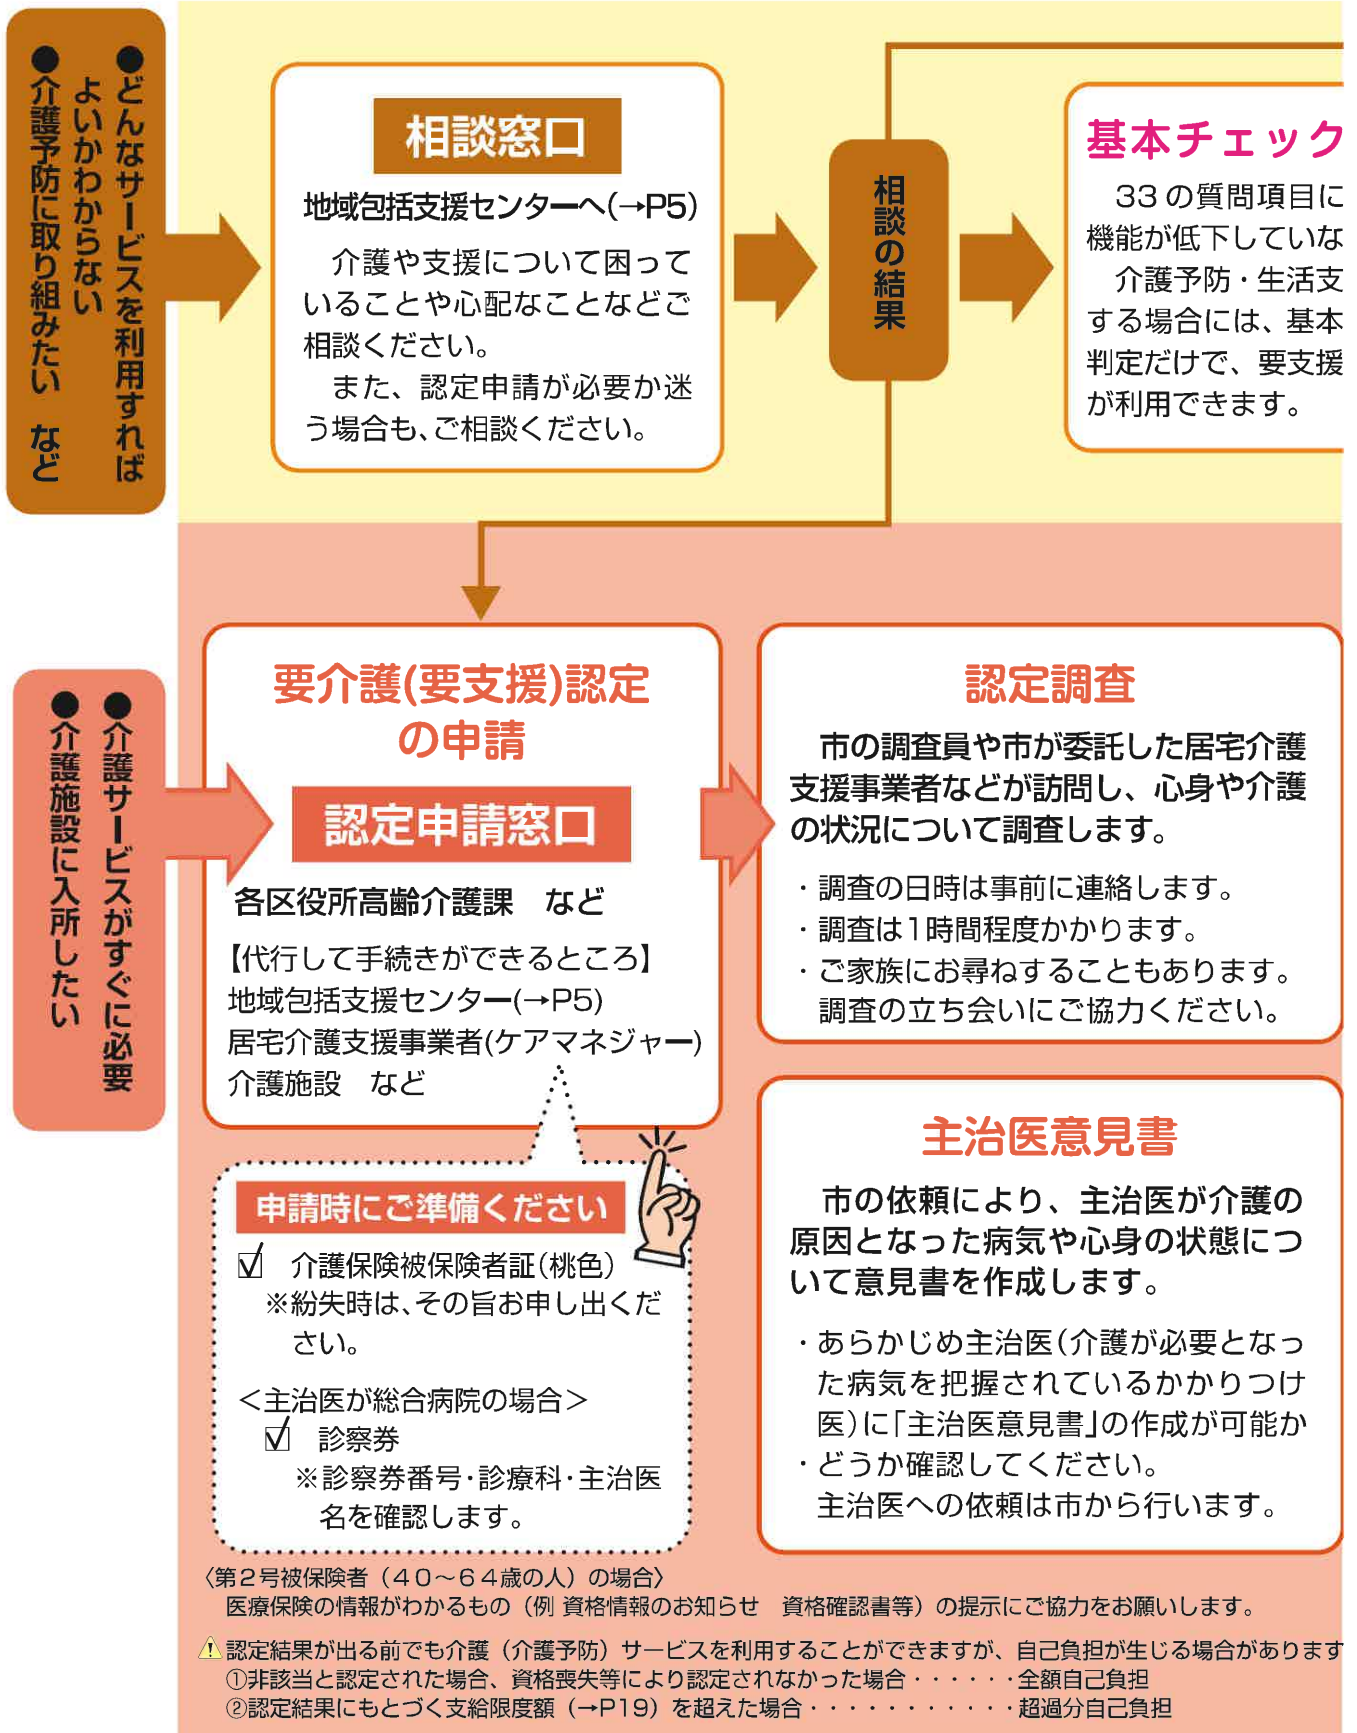 ●どんなサービスを利用すれば
よいかわからない
●介護予防に取り組みたい　など
相談窓口
地域包括支援センターへ(→P5)
介護や支援について困って
いることや心配なことなどご
相談ください。
また、認定申請が必要か迷
う場合も、ご相談ください。
相談の結果
基本チェック
33の質問項目に
機能が低下していな
介護予防・生活支
する場合には、基本
判定だけで、要支援
が利用できます。
●介護サービスがすぐに必要
●介護施設に入所したい
要介護(要支援)認定
の申請
認定申請窓口
各区役所高齢介護課　など
【代行して手続きができるところ】
地域包括支援センター(→P5)
居宅介護支援事業者(ケアマネジャー)
介護施設　など
申請時にご準備ください
☑　介護保険被保険者証(桃色)
※紛失時は、その旨お申し出くだ
さい。
＜主治医が総合病院の場合＞
☑　診察券
※診察券番号・診療科・主治医
名を確認します。
認定調査
市の調査員や市が委託した居宅介護
支援事業者などが訪問し、心身や介護
の状況について調査します。
・調査の日時は事前に連絡します。
・調査は1時間程度かかります。
・ご家族にお尋ねすることもあります。
調査の立ち会いにご協力ください。
主治医意見書
市の依頼により、主治医が介護の
原因となった病気や心身の状態につ
いて意見書を作成します。
・あらかじめ主治医(介護が必要となっ
た病気を把握されているかかりつけ
医)に「主治医意見書」の作成が可能か
・どうか確認してください。
主治医への依頼は市から行います。
〈第２号被保険者（４０～６４歳の人）の場合〉
医療保険の情報がわかるもの（例 資格情報のお知らせ　資格確認書等）の提示にご協力をお願いします。
⚠認定結果が出る前でも介護（介護予防）サービスを利用することができますが、自己負担が生じる場合があります
①非該当と認定された場合、資格喪失等により認定されなかった場合・・・・・・全額自己負担
②認定結果にもとづく支給限度額（→P19）を超えた場合・・・・・・・・・・・超過分自己負担